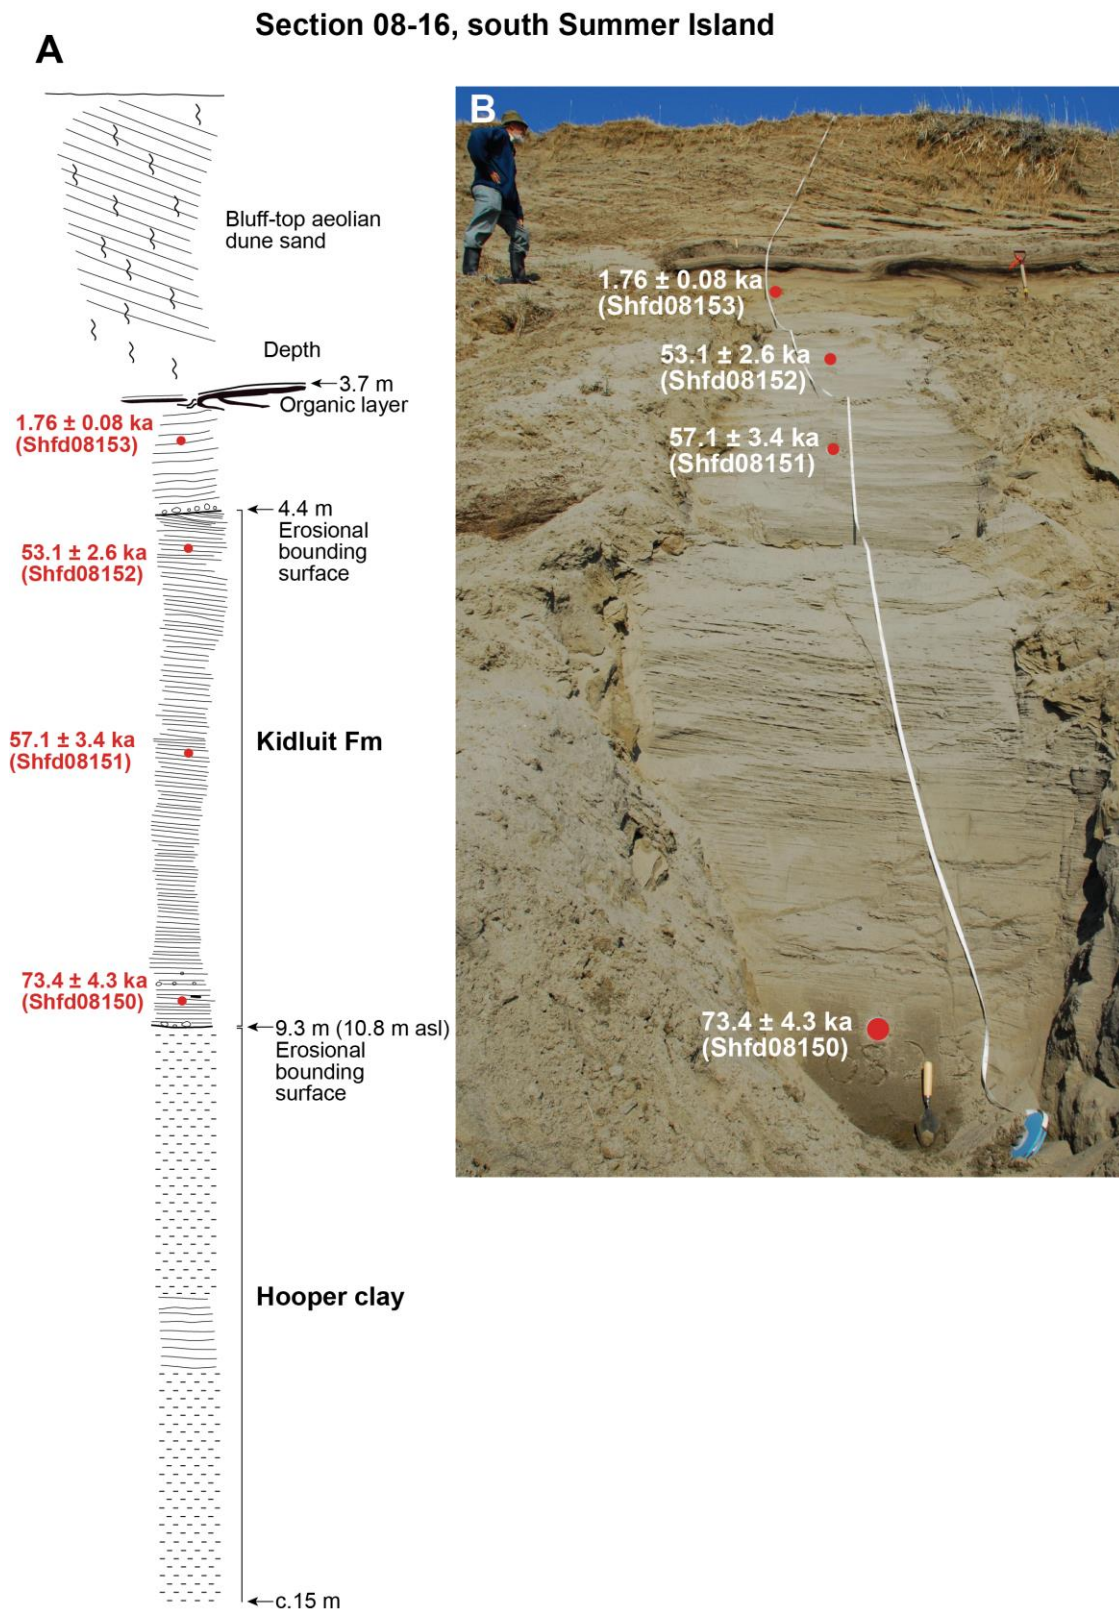 Section 08-16, south Summer Island
A
Bluff-top aeolian
dune sand
Depth
3.7 m
Organic layer
1.76 ± 0.08 ka
(Shfd08153)
4.4 m
Erosional
bounding
surface
53.1 ± 2.6 ka
(Shfd08152)
57.1 ± 3.4 ka
(Shfd08151)
Kidluit Fm
73.4 ± 4.3 ka
(Shfd08150)
9.3 m (10.8 m asl)
Erosional
bounding
surface
Hooper clay
c.15 m
B
1.76 ± 0.08 ka
(Shfd08153)
53.1 ± 2.6 ka
(Shfd08152)
57.1 ± 3.4 ka
(Shfd08151)
73.4 ± 4.3 ka
(Shfd08150)